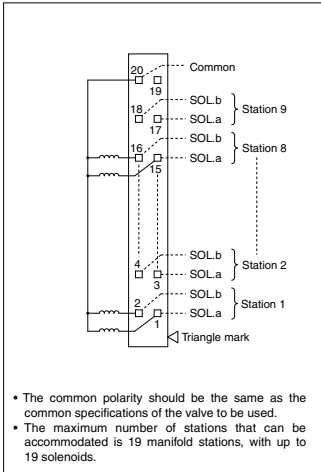 20
Common
19
SOL.b
18
Station 9
17
SOL.a
16
SOL.b
Station 8
15
SOL.a
4
SOL.b
Station 2
3
SOL.a
2
SOL.b
Station 1
1
SOL.a
Triangle mark
• The common polarity should be the same as the
common specifications of the valve to be used.
• The maximum number of stations that can be
accommodated is 19 manifold stations, with up to
19 solenoids.